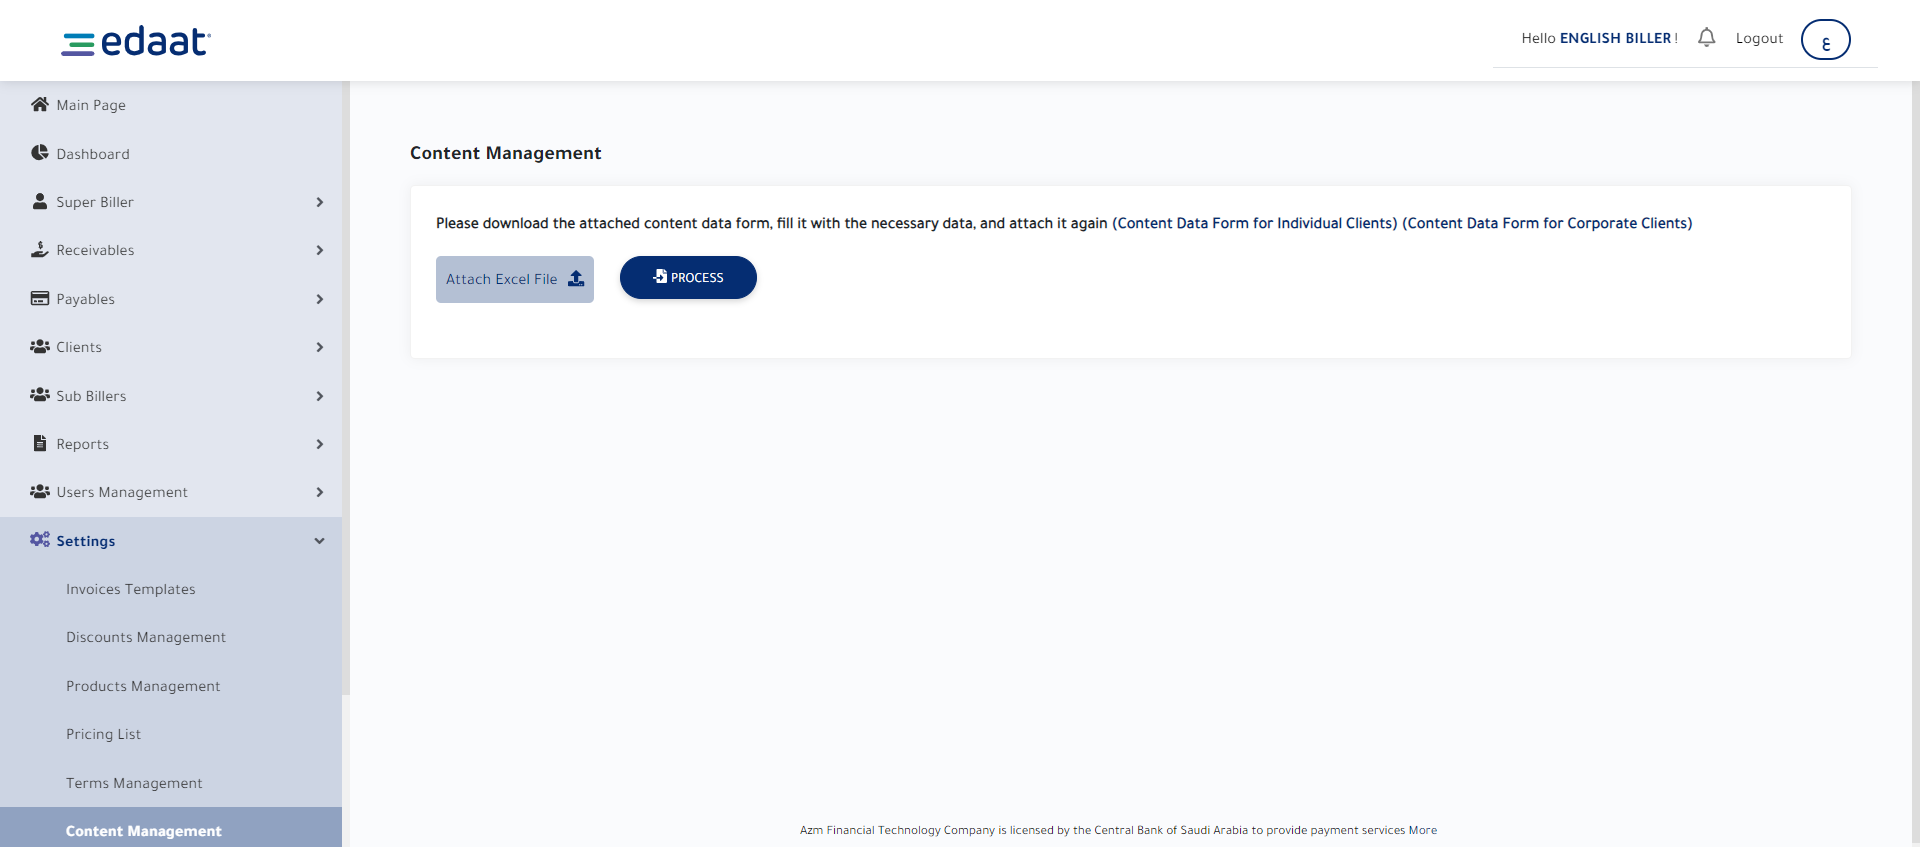 edaat
Hello ENGLISH BILLER !
Logout
ع
Main Page
Dashboard
Super Biller
Receivables
Payables
Clients
Sub Billers
Reports
Users Management
Settings
Invoices Templates
Discounts Management
Products Management
Pricing List
Terms Management
Content Management
Content Management
Please download the attached content data form, fill it with the necessary data, and attach it again (Content Data Form for Individual Clients) (Content Data Form for Corporate Clients)
Attach Excel File
PROCESS
Azm Financial Technology Company is licensed by the Central Bank of Saudi Arabia to provide payment services More